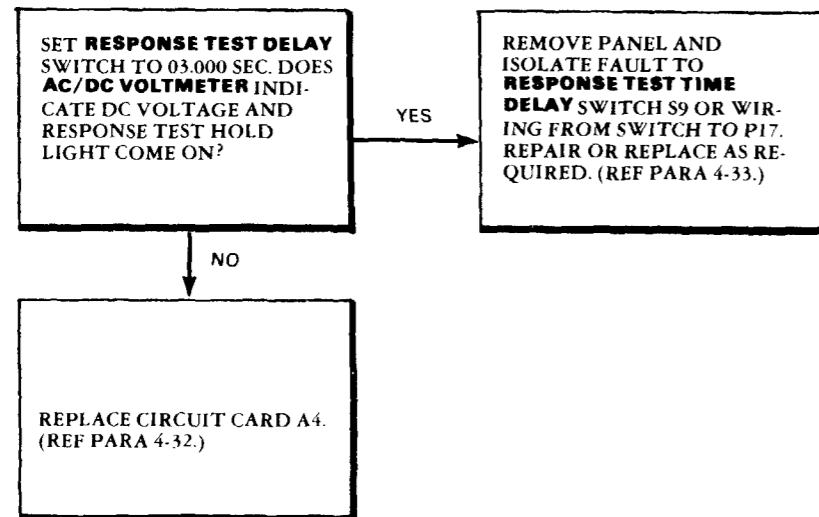 SET RESPONSE TEST DELAY
SWITCH TO 03.000 SEC. DOES
AC/DC VOLTMETER INDI-
CATE DC VOLTAGE AND
RESPONSE TEST HOLD
LIGHT COME ON?
YES
REMOVE PANEL AND
ISOLATE FAULT TO
RESPONSE TEST TIME
DELAY SWITCH S9 OR WIR-
ING FROM SWITCH TO P17.
REPAIR OR REPLACE AS RE-
QUIRED. (REF PARA 4-33.)
NO
REPLACE CIRCUIT CARD A4.
(REF PARA 4-32.)